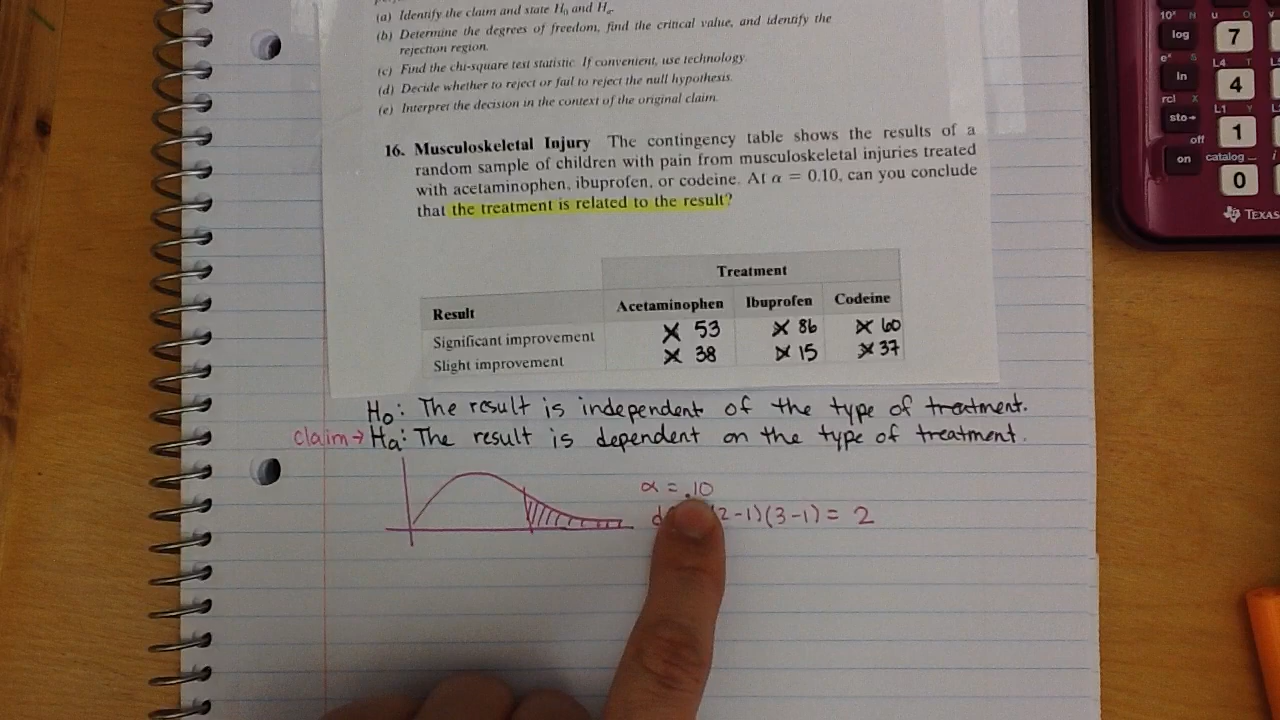 (a) Identify the claim and state H₀ and Hₐ.
(b) Determine the degrees of freedom, find the critical value, and identify the
rejection region.
(c) Find the chi-square test statistic. If convenient, use technology.
(d) Decide whether to reject or fail to reject the null hypothesis.
(e) Interpret the decision in the context of the original claim.
16. Musculoskeletal Injury The contingency table shows the results of a
random sample of children with pain from musculoskeletal injuries treated
with acetaminophen, ibuprofen, or codeine. At α = 0.10, can you conclude
that the treatment is related to the result?
Treatment
Result Acetaminophen Ibuprofen Codeine
Significant improvement 53 86 60
Slight improvement 38 15 37
Ho: The result is independent of the type of treatment.
claim→ Ha: The result is dependent on the type of treatment.
α = .10
2-1)(3-1) = 2
10ˣ N
log
U O
7
eˣ S
ln
L4 T
4
rcl X
sto→
L1 Y
1
off
on
catalog
0
TEXAS